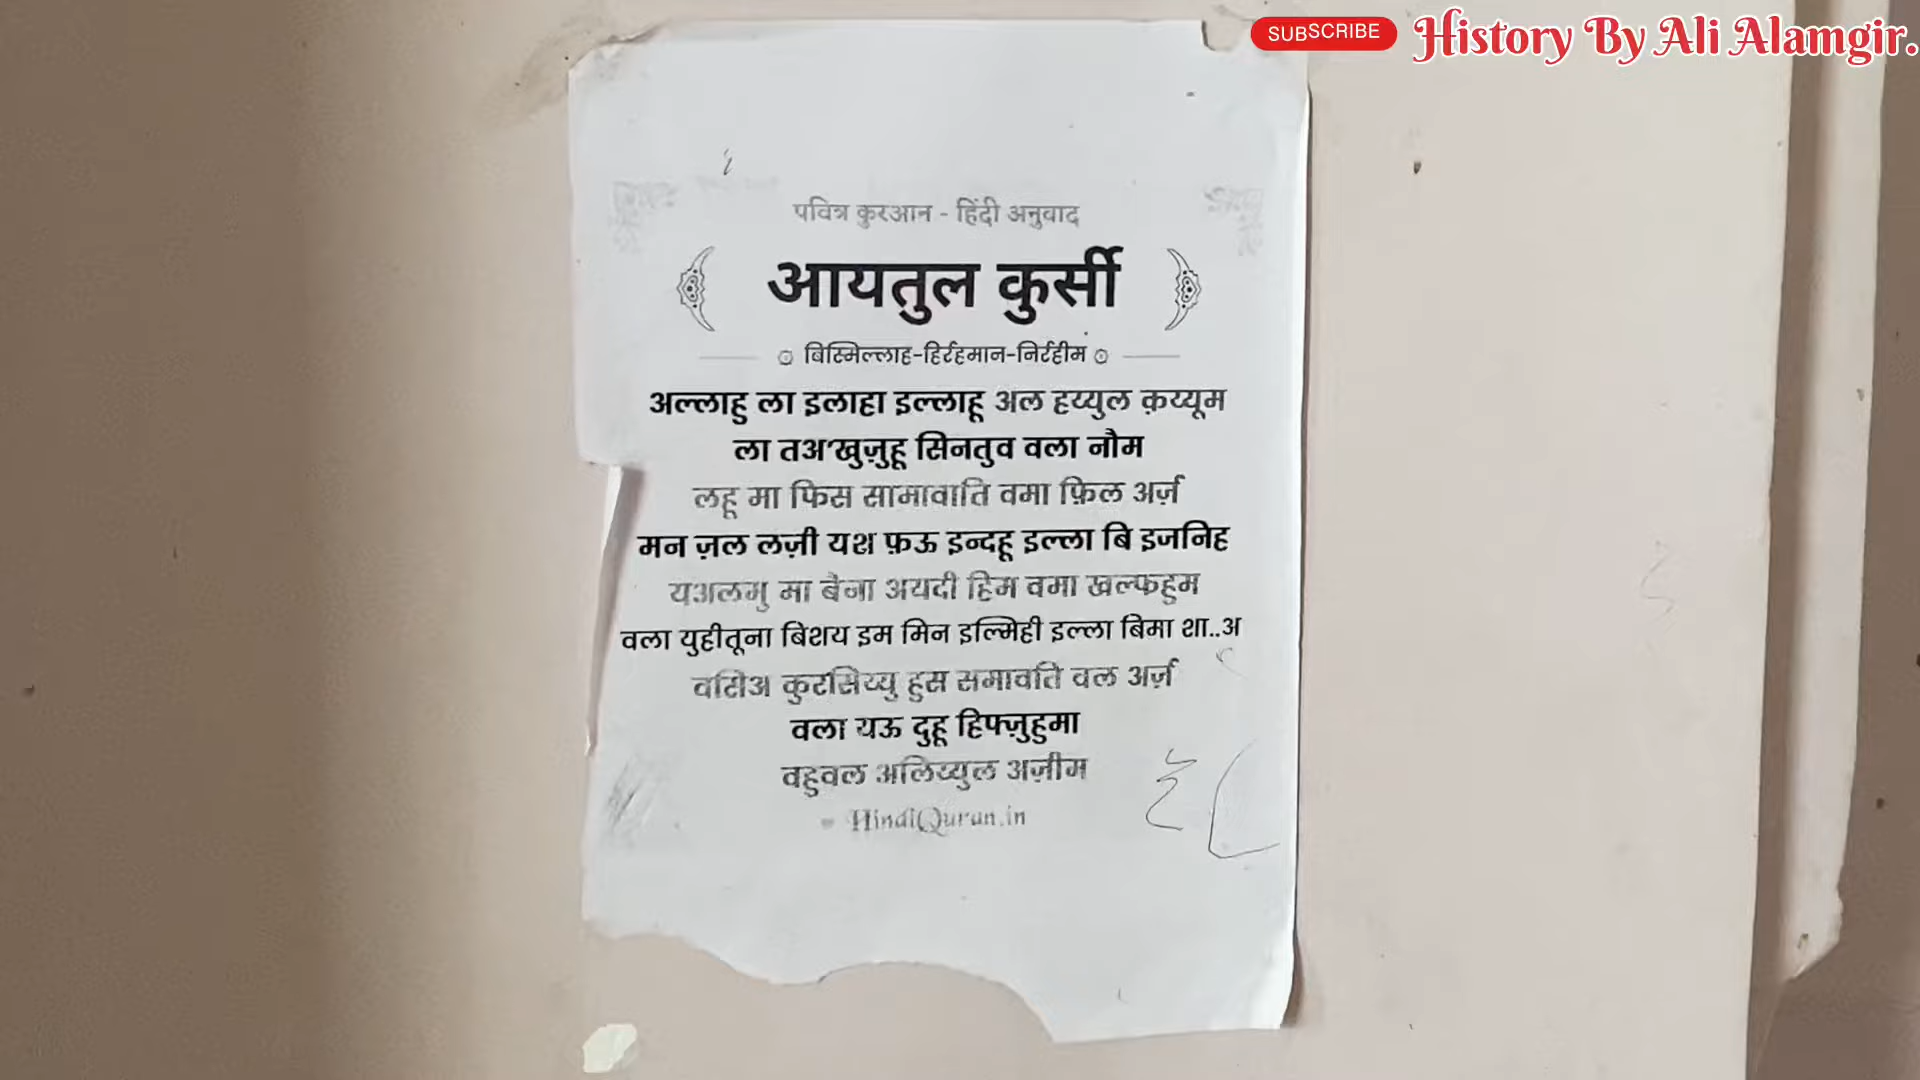 SUBSCRIBE History By Ali Alamgir.
पवित्र कुरआन - हिंदी अनुवाद
आयतुल कुर्सी
बिस्मिल्लाह-हिर्रहमान-निर्रहीम
अल्लाहु ला इलाहा इल्लाहू अल हय्युल क़य्यूम
ला तअ'खुज़ुहू सिनतुव वला नौम
लहू मा फिस सामावाति वमा फ़िल अर्ज़
मन ज़ल लज़ी यश फ़ऊ इन्दहू इल्ला बि इजनिह
यअलमु मा बैना अयदी हिम वमा खल्फहुम
वला युहीतूना बिशय इम मिन इल्मिही इल्ला बिमा शा..अ
वसिअ कुरसिय्यु हुस समावति वल अर्ज़
वला यऊ दुहू हिफ्ज़ुहुमा
वहुवल अलिय्युल अज़ीम
HindiQuran.in